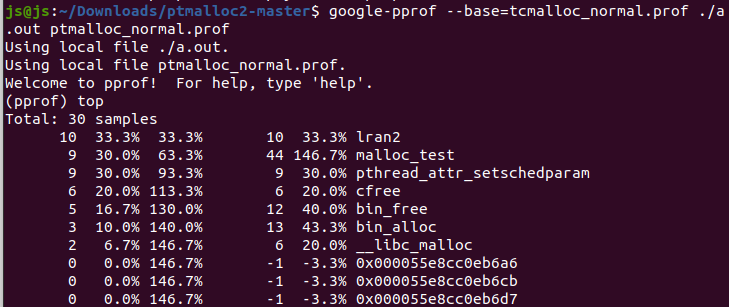 js@js:~/Downloads/ptmalloc2-master$ google-pprof --base=tcmalloc_normal.prof ./a
.out ptmalloc_normal.prof
Using local file ./a.out.
Using local file ptmalloc_normal.prof.
Welcome to pprof!  For help, type 'help'.
(pprof) top
Total: 30 samples
      10  33.3%  33.3%       10  33.3% lran2
       9  30.0%  63.3%       44 146.7% malloc_test
       9  30.0%  93.3%        9  30.0% pthread_attr_setschedparam
       6  20.0% 113.3%        6  20.0% cfree
       5  16.7% 130.0%       12  40.0% bin_free
       3  10.0% 140.0%       13  43.3% bin_alloc
       2   6.7% 146.7%        6  20.0% __libc_malloc
       0   0.0% 146.7%       -1  -3.3% 0x000055e8cc0eb6a6
       0   0.0% 146.7%       -1  -3.3% 0x000055e8cc0eb6cb
       0   0.0% 146.7%       -1  -3.3% 0x000055e8cc0eb6d7